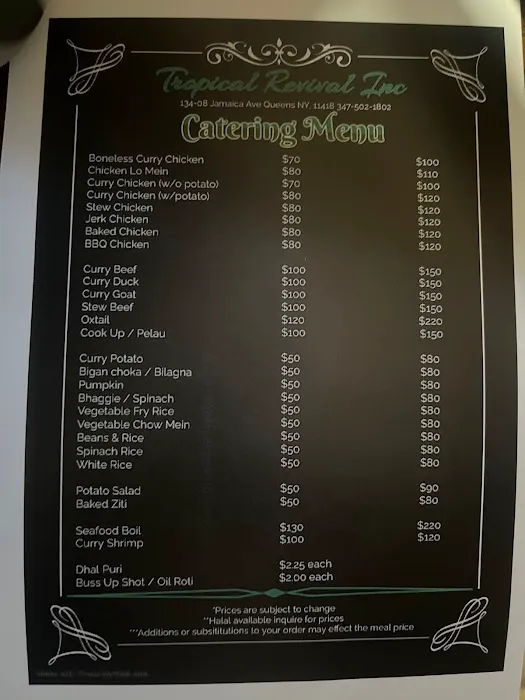 Tropical Revival Inc
134-08 Jamaica Ave Queens NY. 11418 347-502-1802
Catering Menu
Boneless Curry Chicken $70 $100
Chicken Lo Mein $80 $110
Curry Chicken (w/o potato) $70 $100
Curry Chicken (w/potato) $80 $120
Stew Chicken $80 $120
Jerk Chicken $80 $120
Baked Chicken $80 $120
BBQ Chicken $80 $120
Curry Beef $100 $150
Curry Duck $100 $150
Curry Goat $100 $150
Stew Beef $100 $150
Oxtail $120 $220
Cook Up / Pelau $100 $150
Curry Potato $50 $80
Bigan choka / Bilagna $50 $80
Pumpkin $50 $80
Bhaggie / Spinach $50 $80
Vegetable Fry Rice $50 $80
Vegetable Chow Mein $50 $80
Beans & Rice $50 $80
Spinach Rice $50 $80
White Rice $50 $80
Potato Salad $50 $90
Baked Ziti $50 $80
Seafood Boil $130 $220
Curry Shrimp $100 $120
Dhal Puri $2.25 each
Buss Up Shot / Oil Roti $2.00 each
*Prices are subject to change
**Halal available inquire for prices
***Additions or subsititutions to your order may effect the meal price